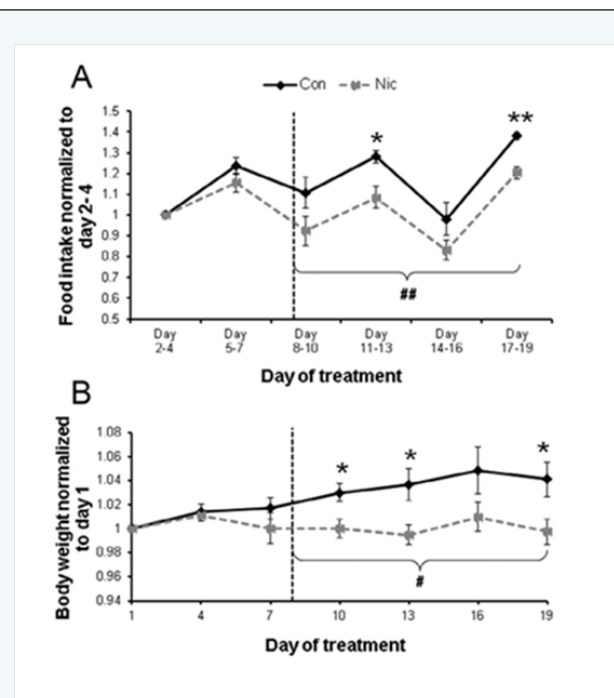 A
Con Nic
1.5
1.4
1.3
1.2
1.1
1
0.9
0.8
0.7
0.6
0.5
Food intake normalized to
day 2-4
*
**
##
Day
2-4
Day
5-7
Day
8-10
Day
11-13
Day
14-16
Day
17-19
Day of treatment
B
1.08
1.06
1.04
1.02
1
0.98
0.96
0.94
Body weight normalized
to day 1
*
*
*
#
1 4 7 10 13 16 19
Day of treatment